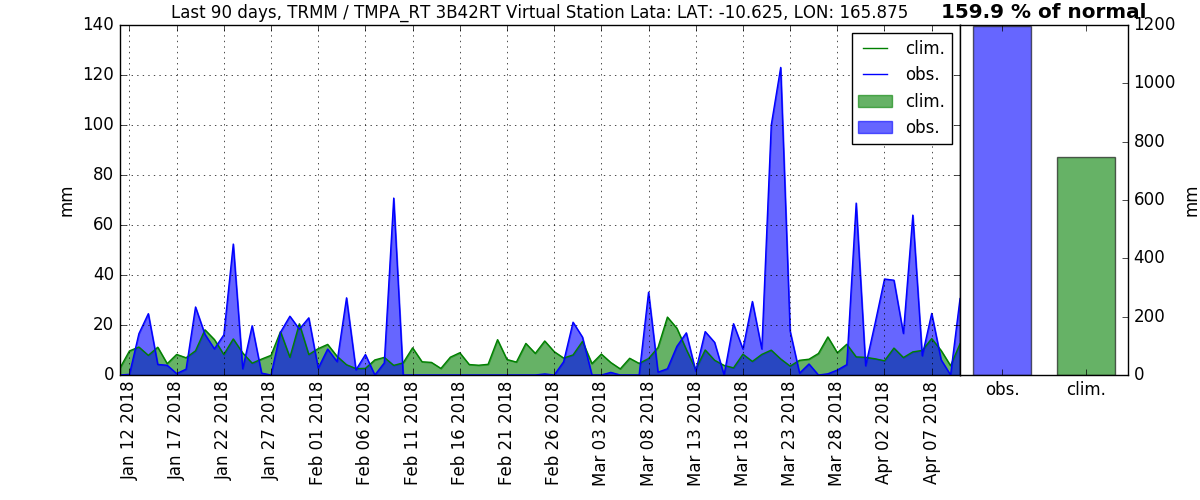 Last 90 days, TRMM / TMPA_RT 3B42RT Virtual Station Lata: LAT: -10.625, LON: 165.875
159.9 % of normal
140
120
100
80
60
40
20
0
mm
clim.
obs.
clim.
obs.
1200
1000
800
600
400
200
0
mm
obs.
clim.
Jan 12 2018
Jan 17 2018
Jan 22 2018
Jan 27 2018
Feb 01 2018
Feb 06 2018
Feb 11 2018
Feb 16 2018
Feb 21 2018
Feb 26 2018
Mar 03 2018
Mar 08 2018
Mar 13 2018
Mar 18 2018
Mar 23 2018
Mar 28 2018
Apr 02 2018
Apr 07 2018